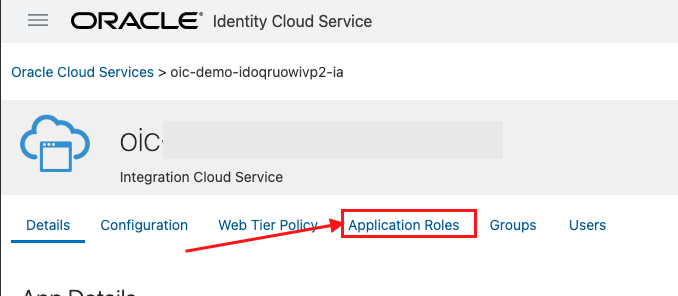 ORACLE Identity Cloud Service
Oracle Cloud Services > oic-demo-idoqruowivp2-ia
oic-
Integration Cloud Service
Details Configuration Web Tier Policy Application Roles Groups Users
App Details